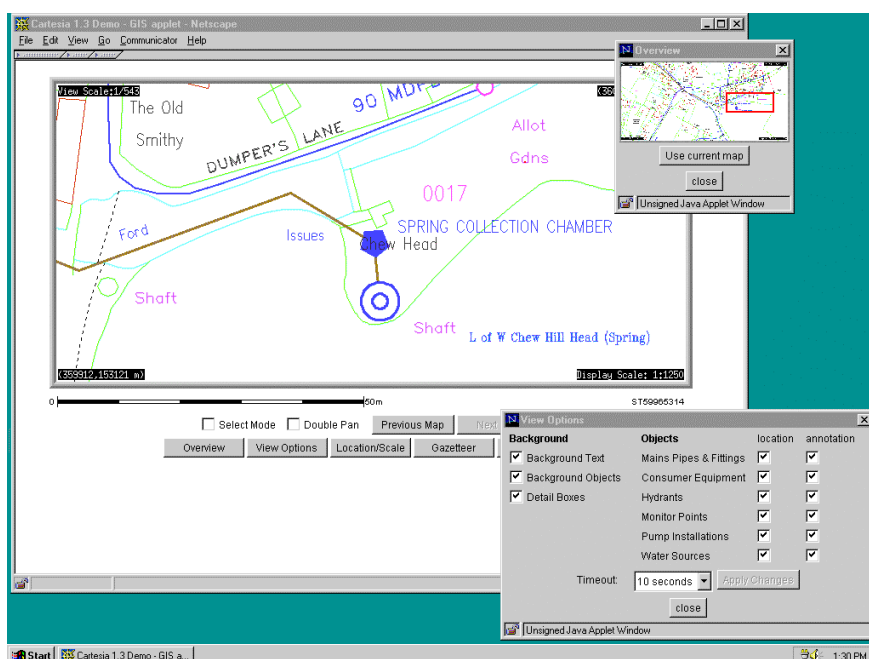 Cartesia 1.3 Demo - GIS applet - Netscape
File Edit View Go Communicator Help
View Scale:1/543
(360
The Old
Smithy
DUMPER'S LANE
90 MDPE
Allot
Gdns
0017
Ford
Issues
SPRING COLLECTION CHAMBER
Chew Head
Shaft
Shaft
L of W Chew Hill Head (Spring)
(359912,153121 m)
Display Scale: 1:1250
0
50m
ST59965314
Select Mode Double Pan Previous Map Next
Overview View Options Location/Scale Gazetteer
Overview
Use current map
close
Unsigned Java Applet Window
View Options
Background Objects location annotation
Background Text Mains Pipes & Fittings
Background Objects Consumer Equipment
Detail Boxes Hydrants
Monitor Points
Pump Installations
Water Sources
Timeout: 10 seconds Apply Changes
close
Unsigned Java Applet Window
Start Cartesia 1.3 Demo - GIS a... 1:30 PM